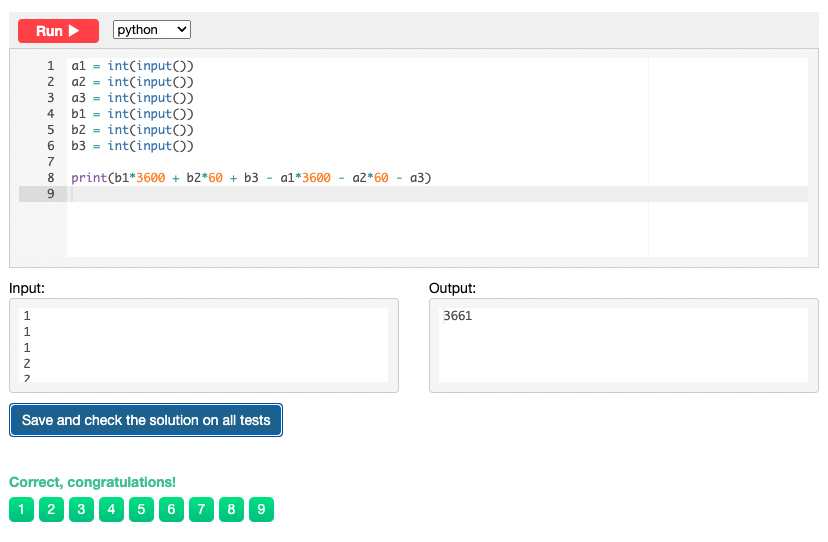 Run ▶ python
1 a1 = int(input())
2 a2 = int(input())
3 a3 = int(input())
4 b1 = int(input())
5 b2 = int(input())
6 b3 = int(input())
7
8 print(b1*3600 + b2*60 + b3 - a1*3600 - a2*60 - a3)
9
Input:
1
1
1
2
2
Output:
3661
Save and check the solution on all tests
Correct, congratulations!
1 2 3 4 5 6 7 8 9